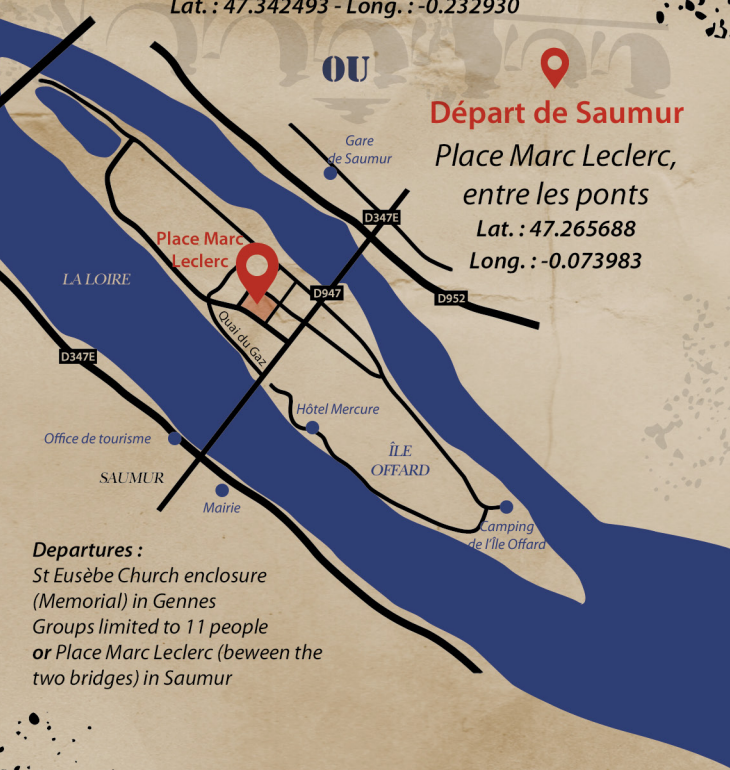 Lat. : 47.342493 - Long. : -0.232930
OU
Départ de Saumur
Place Marc Leclerc,
entre les ponts
Lat. : 47.265688
Long. : -0.073983
Gare
de Saumur
D347E
Place Marc
Leclerc
LA LOIRE
D947
D952
Quai du Gaz
D347E
Hôtel Mercure
Office de tourisme
ÎLE
OFFARD
SAUMUR
Mairie
Camping
de l'Île Offard
Departures :
St Eusèbe Church enclosure
(Memorial) in Gennes
Groups limited to 11 people
or Place Marc Leclerc (beween the
two bridges) in Saumur